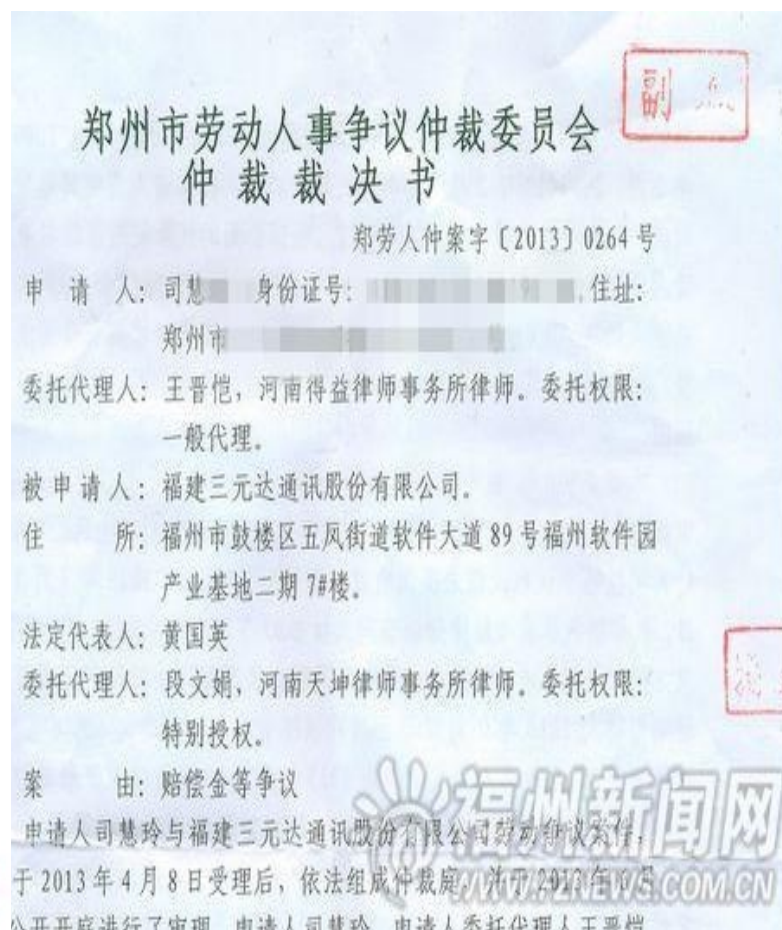 副
郑州市劳动人事争议仲裁委员会
仲裁裁决书
郑劳人仲案字〔2013〕0264号
申请人：司慧 身份证号： 住址：
郑州市
委托代理人：王晋恺，河南得益律师事务所律师。委托权限：
一般代理。
被申请人：福建三元达通讯股份有限公司。
住所：福州市鼓楼区五凤街道软件大道89号福州软件园
产业基地二期7#楼。
法定代表人：黄国英
委托代理人：段文娟，河南天坤律师事务所律师。委托权限：
特别授权。
案由：赔偿金等争议
申请人司慧玲与福建三元达通讯股份有限公司劳动争议案件，
于2013年4月8日受理后，依法组成仲裁庭，并于2013年6月
公开开庭进行了审理。申请人司慧玲、申请人委托代理人王晋恺
福州新闻网
WWW.FZNEWS.COM.CN